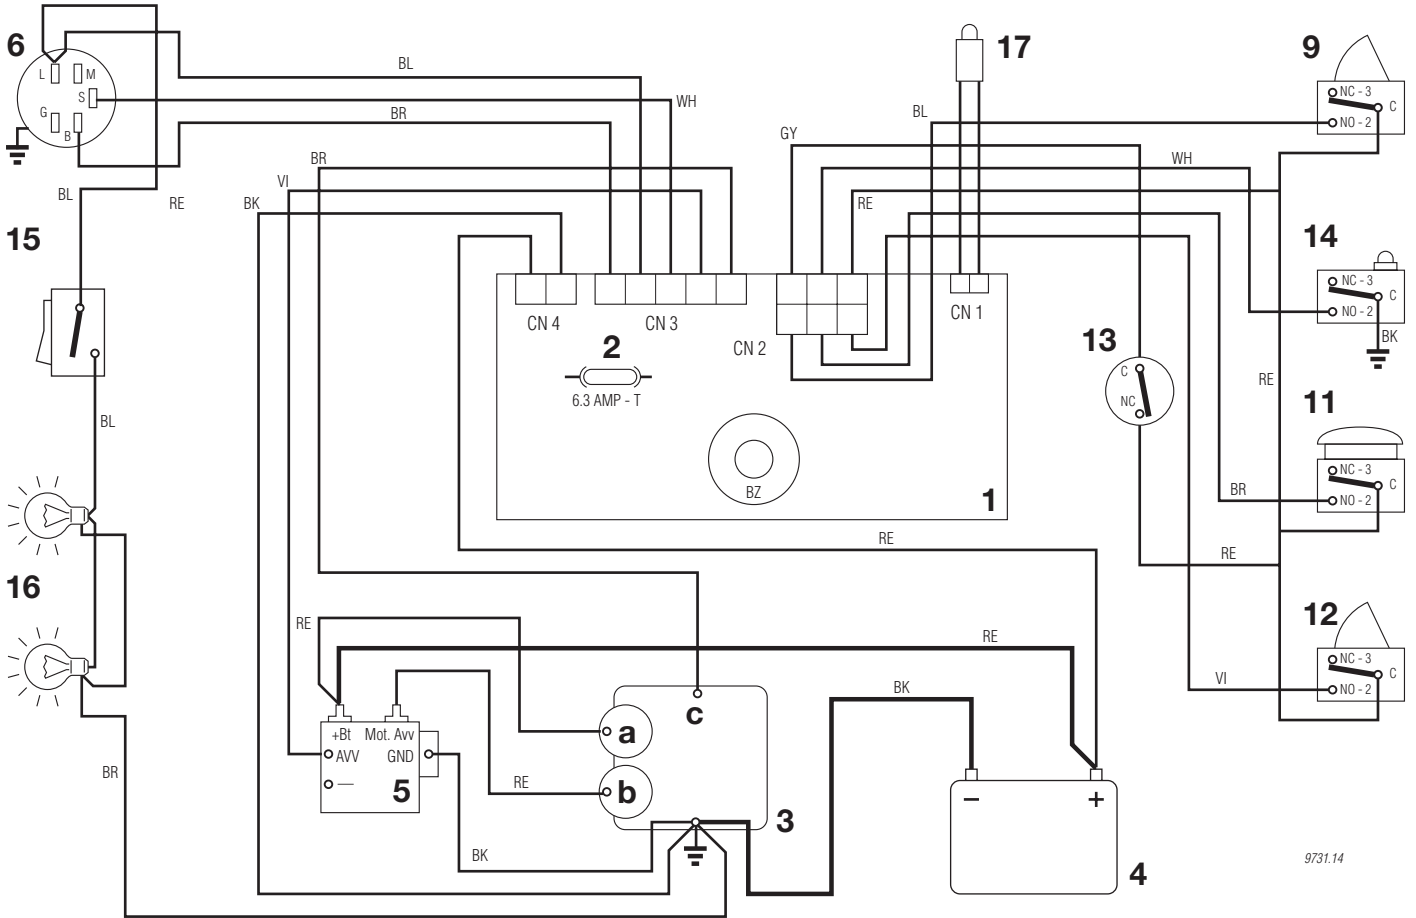 6
17
9
L
M
BL
NC - 3
S
WH
C
G
BR
BL
NO - 2
B
GY
BR
WH
VI
BL
RE
BK
RE
15
14
NC - 3
C
CN 4
CN 3
CN 1
NO - 2
CN 2
2
13
BK
C
RE
6.3 AMP - T
NC
11
BL
NC - 3
C
BZ
1
BR
NO - 2
RE
RE
16
RE
RE
12
NC - 3
C
VI
NO - 2
BK
c
+Bt
Mot. Avv
a
AVV
GND
BR
5
RE
b
3
–
+
BK
4
9731.14